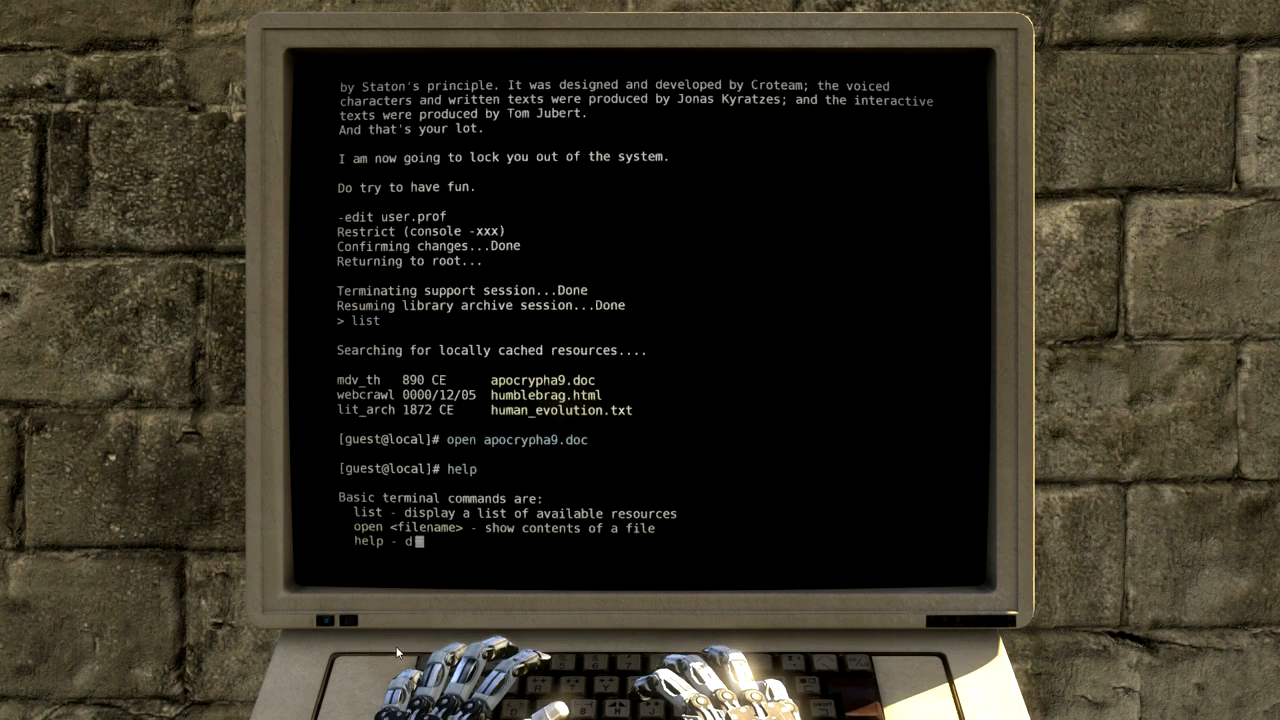 by Staton's principle. It was designed and developed by Croteam; the voiced
characters and written texts were produced by Jonas Kyratzes; and the interactive
texts were produced by Tom Jubert.
And that's your lot.
I am now going to lock you out of the system.
Do try to have fun.
-edit user.prof
Restrict (console -xxx)
Confirming changes...Done
Returning to root...
Terminating support session...Done
Resuming library archive session...Done
> list
Searching for locally cached resources....
mdv_th 890 CE apocrypha9.doc
webcrawl 0000/12/05 humblebrag.html
lit_arch 1872 CE human_evolution.txt
[guest@local]# open apocrypha9.doc
[guest@local]# help
Basic terminal commands are:
list - display a list of available resources
open <filename> - show contents of a file
help - d